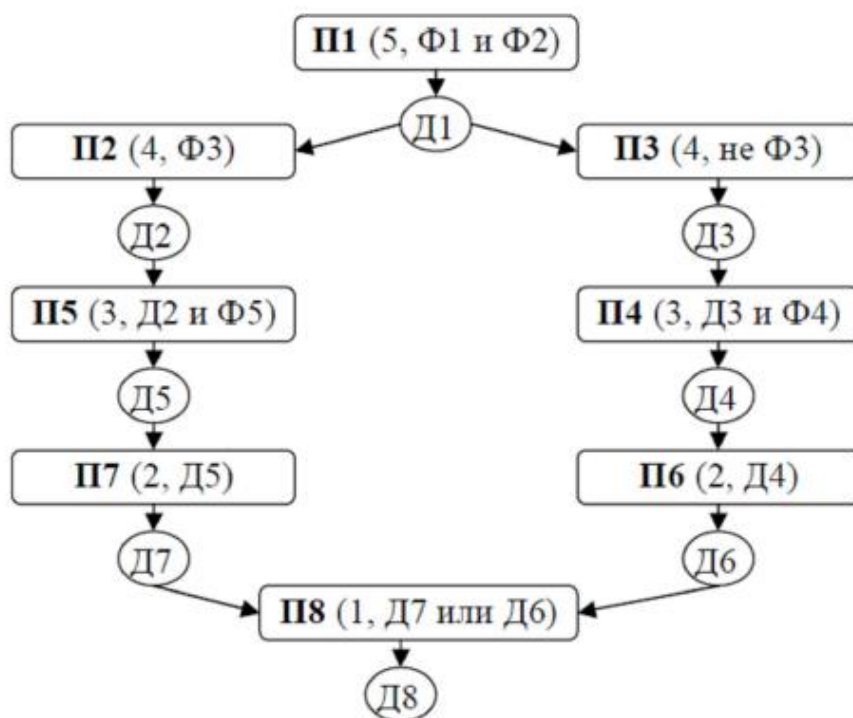 П1 (5, Ф1 и Ф2)
Д1
П2 (4, Ф3)
П3 (4, не Ф3)
Д2
Д3
П5 (3, Д2 и Ф5)
П4 (3, Д3 и Ф4)
Д5
Д4
П7 (2, Д5)
П6 (2, Д4)
Д7
Д6
П8 (1, Д7 или Д6)
Д8